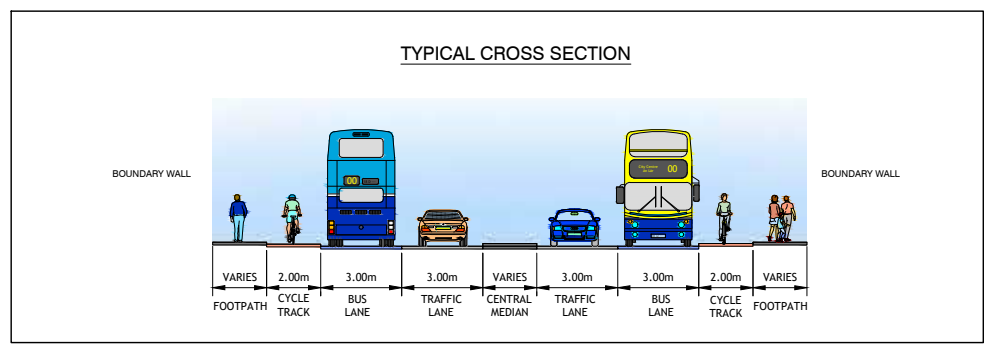 TYPICAL CROSS SECTION
BOUNDARY WALL
BOUNDARY WALL
00
00
VARIES
2.00m
3.00m
3.00m
VARIES
3.00m
3.00m
2.00m
VARIES
FOOTPATH
CYCLE
TRACK
BUS
LANE
TRAFFIC
LANE
CENTRAL
MEDIAN
TRAFFIC
LANE
BUS
LANE
CYCLE
TRACK
FOOTPATH